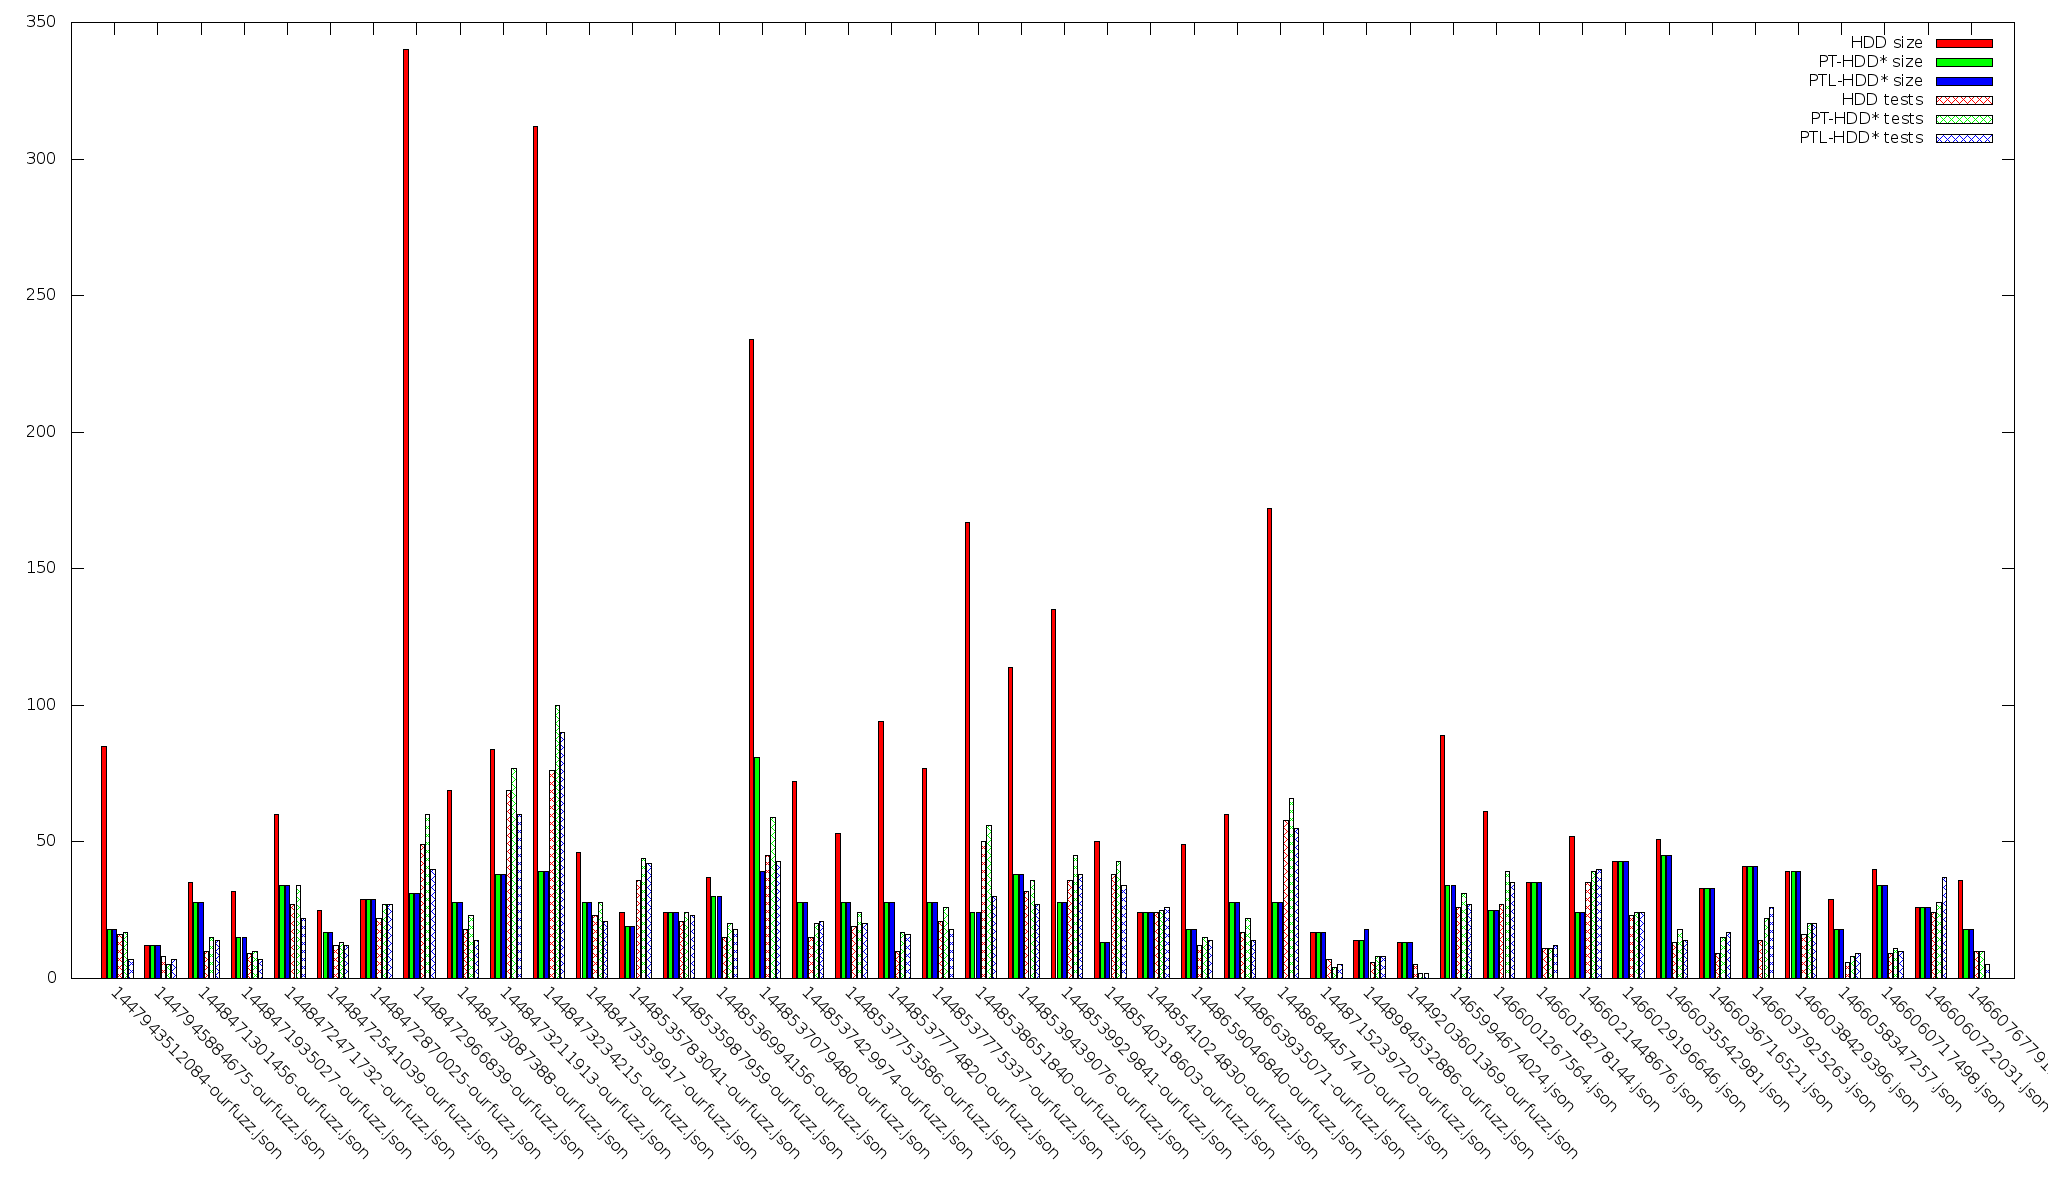 350
300
250
200
150
100
50
0
HDD size
PT-HDD* size
PTL-HDD* size
HDD tests
PT-HDD* tests
PTL-HDD* tests
1447943512084-ourfuzz.json
1447945884675-ourfuzz.json
1448471301456-ourfuzz.json
1448471935027-ourfuzz.json
1448472471732-ourfuzz.json
1448472541039-ourfuzz.json
1448472870025-ourfuzz.json
1448472966839-ourfuzz.json
1448473087388-ourfuzz.json
1448473211913-ourfuzz.json
1448473234215-ourfuzz.json
1448473539917-ourfuzz.json
1448535783041-ourfuzz.json
1448535987959-ourfuzz.json
1448536994156-ourfuzz.json
1448537079480-ourfuzz.json
1448537429974-ourfuzz.json
1448537753586-ourfuzz.json
1448537774820-ourfuzz.json
1448537775337-ourfuzz.json
1448538651840-ourfuzz.json
1448539439076-ourfuzz.json
1448539929841-ourfuzz.json
1448540318603-ourfuzz.json
1448541024830-ourfuzz.json
1448659046840-ourfuzz.json
1448663935071-ourfuzz.json
1448684457470-ourfuzz.json
1448715239720-ourfuzz.json
1448984532886-ourfuzz.json
1449203601369-ourfuzz.json
1465994674024.json
1466001267564.json
1466018278144.json
1466021448676.json
1466029190646.json
1466035542981.json
1466036716521.json
1466037925263.json
1466038429396.json
1466058347257.json
1466060717498.json
1466060722031.json